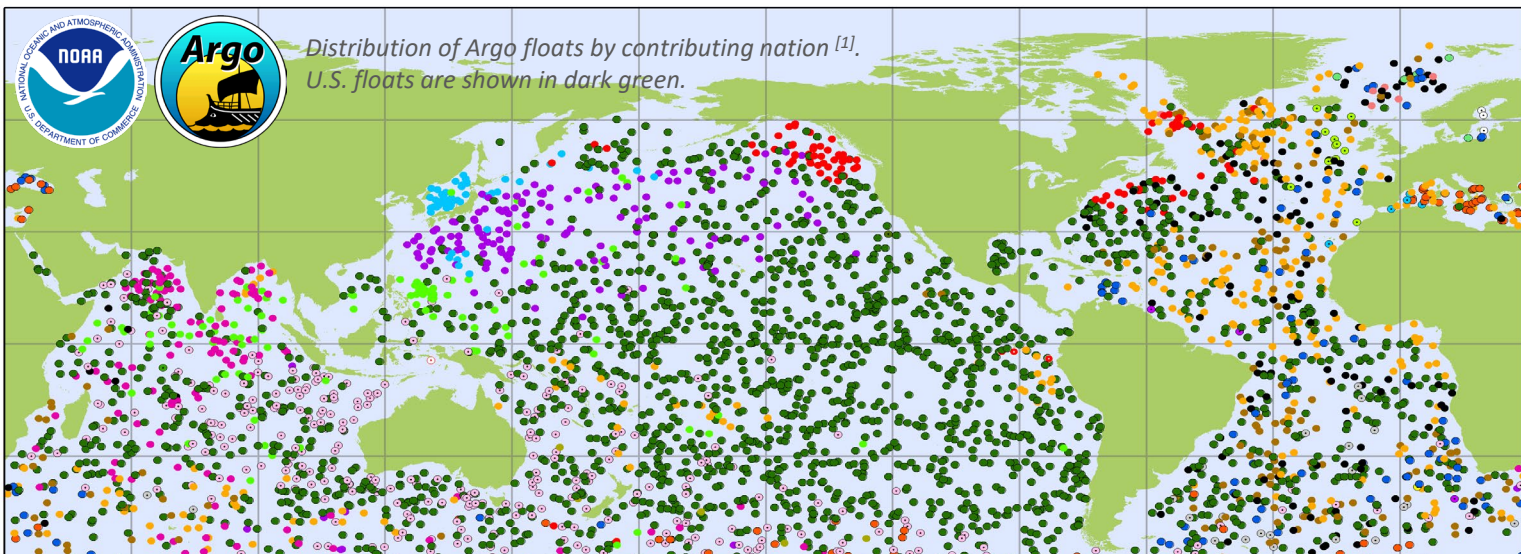 NATIONAL OCEANIC AND ATMOSPHERIC ADMINISTRATION
NOAA
U.S. DEPARTMENT OF COMMERCE
Argo
Distribution of Argo floats by contributing nation [1].
U.S. floats are shown in dark green.